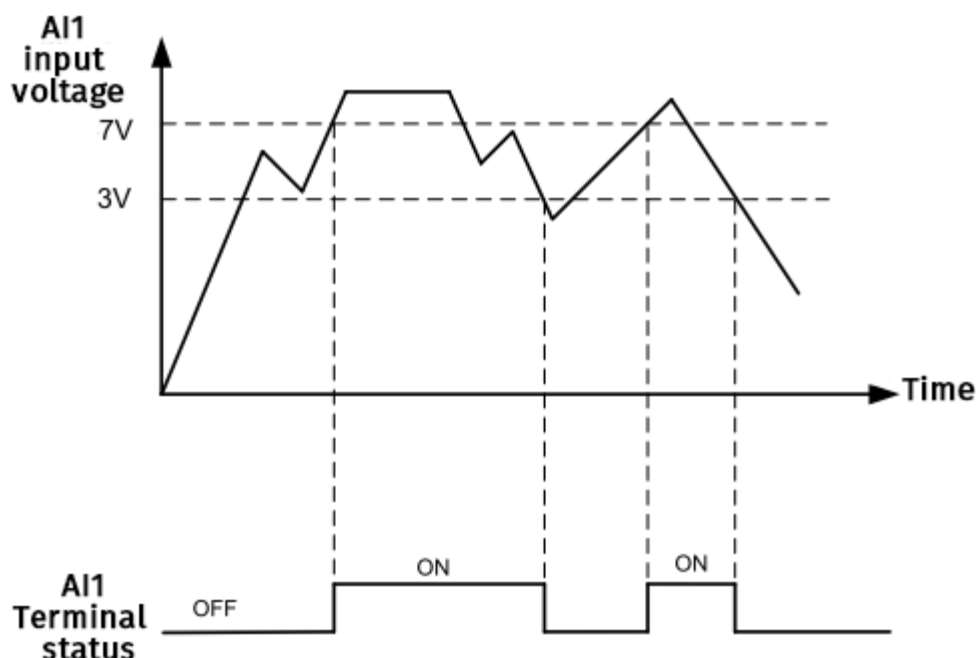 AI1
input
voltage
7V
3V
Time
ON
ON
OFF
AI1
Terminal
status